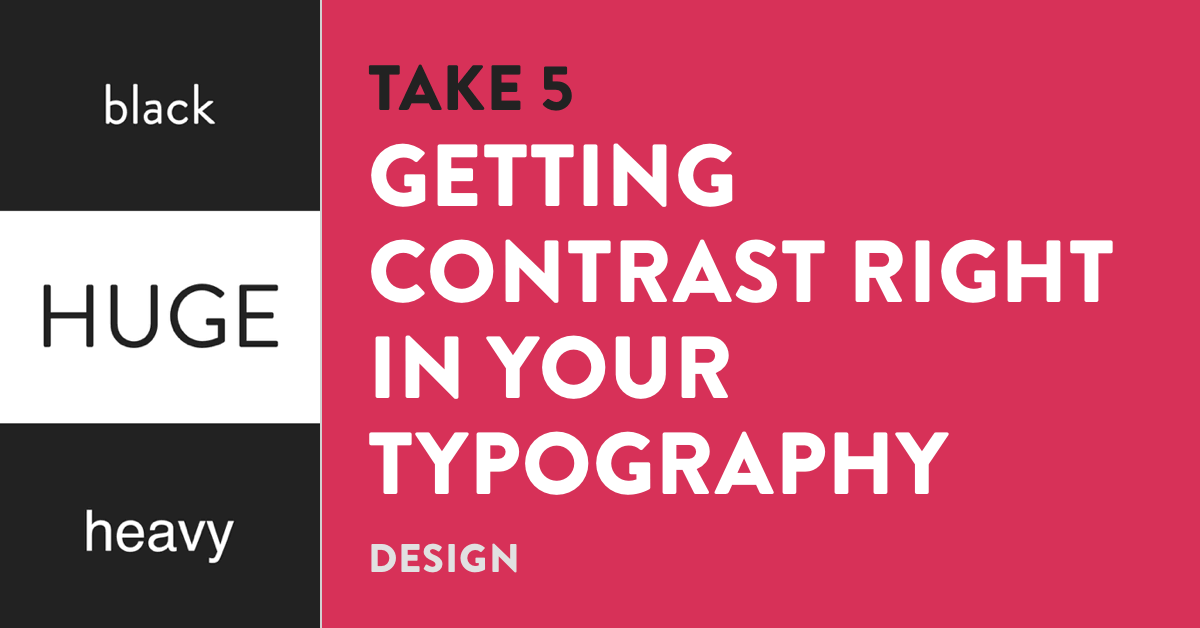 black
HUGE
heavy
TAKE 5
GETTING
CONTRAST RIGHT
IN YOUR
TYPOGRAPHY
DESIGN